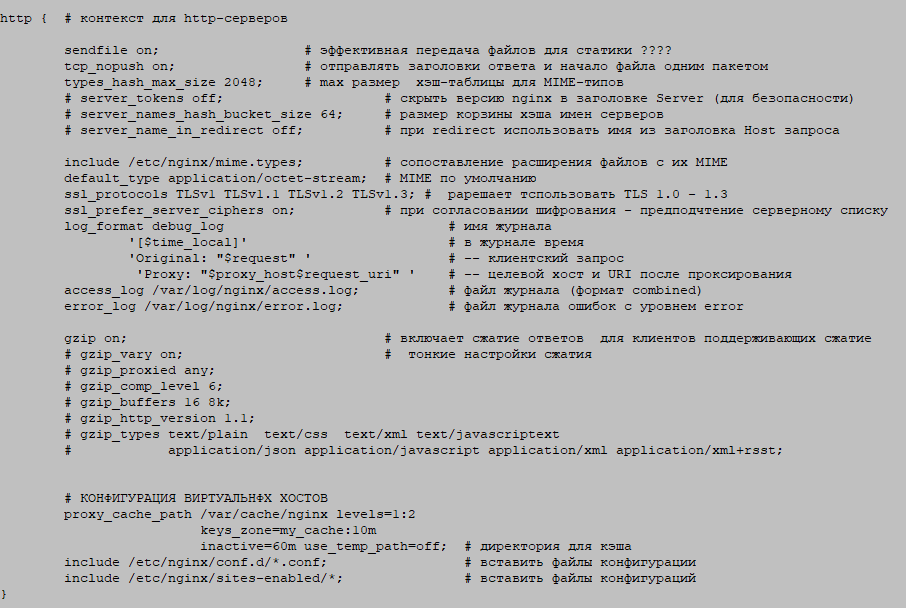 http {  # контекст для http-серверов
sendfile on;                  # эффективная передача файлов для статики ????
tcp_nopush on;                # отправлять заголовки ответа и начало файла одним пакетом
types_hash_max_size 2048;     # max размер  хэш-таблицы для MIME-типов
# server_tokens off;                    # скрыть версию nginx в заголовке Server (для безопасности)
# server_names_hash_bucket_size 64;     # размер корзины хэша имен серверов
# server_name_in_redirect off;          # при redirect использовать имя из заголовка Host запроса
include /etc/nginx/mime.types;          # сопоставление расширения файлов с их MIME
default_type application/octet-stream;  # MIME по умолчанию
ssl_protocols TLSv1 TLSv1.1 TLSv1.2 TLSv1.3; #  рарешает тспользовать TLS 1.0 - 1.3
ssl_prefer_server_ciphers on;           # при согласовании шифрования - предподчтение серверному списку
log_format debug_log                            # имя журнала
'[$time_local]'                         # в журнале время
'Original: "$request" '                 # -- клиентский запрос
'Proxy: "$proxy_host$request_uri" '    # -- целевой хост и URI после проксирования
access_log /var/log/nginx/access.log;           # файл журнала (формат combined)
error_log /var/log/nginx/error.log;             # файл журнала ошибок с уровнем error
gzip on;                                # включает сжатие ответов  для клиентов поддерживающих сжатие
# gzip_vary on;                         #  тонкие настройки сжатия
# gzip_proxied any;
# gzip_comp_level 6;
# gzip_buffers 16 8k;
# gzip_http_version 1.1;
# gzip_types text/plain  text/css  text/xml text/javascriptext
#            application/json application/javascript application/xml application/xml+rsst;
# КОНФИГУРАЦИЯ ВИРТУАЛЬНФХ ХОСТОВ
proxy_cache_path /var/cache/nginx levels=1:2
keys_zone=my_cache:10m
inactive=60m use_temp_path=off;  # директория для кэша
include /etc/nginx/conf.d/*.conf;                 # вставить файлы конфигурации
include /etc/nginx/sites-enabled/*;               # вставить файлы конфигураций
}